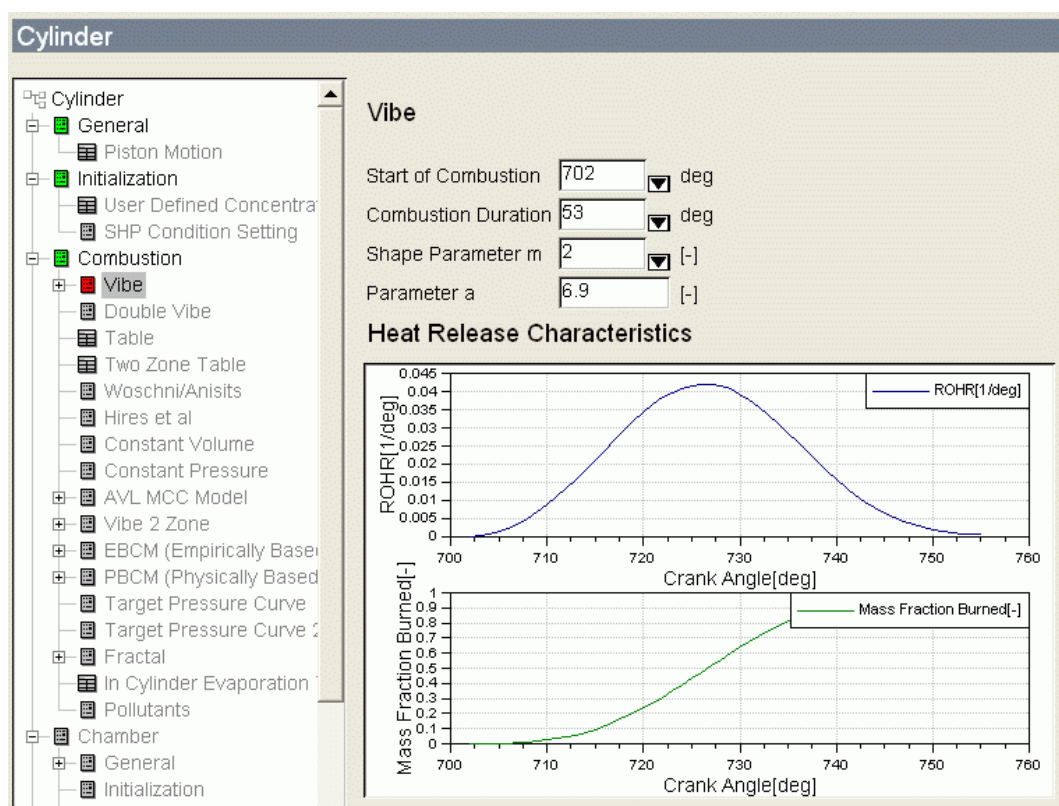 Cylinder
Cylinder
General
Piston Motion
Initialization
User Defined Concentra
SHP Condition Setting
Combustion
Vibe
Double Vibe
Table
Two Zone Table
Woschni/Anisits
Hires et al
Constant Volume
Constant Pressure
AVL MCC Model
Vibe 2 Zone
EBCM (Empirically Base
PBCM (Physically Based
Target Pressure Curve
Target Pressure Curve 2
Fractal
In Cylinder Evaporation
Pollutants
Chamber
General
Initialization
Vibe
Start of Combustion 702 deg
Combustion Duration 53 deg
Shape Parameter m 2 [-]
Parameter a 6.9 [-]
Heat Release Characteristics
ROHR[1/deg]
0.045
0.04
0.035
0.03
0.025
0.02
0.015
0.01
0.005
0
ROHR[1/deg]
700 710 720 730 740 750 760
Crank Angle[deg]
Mass Fraction Burned[-]
1
0.9
0.8
0.7
0.6
0.5
0.4
0.3
0.2
0.1
0
Mass Fraction Burned[-]
700 710 720 730 740 750 760
Crank Angle[deg]